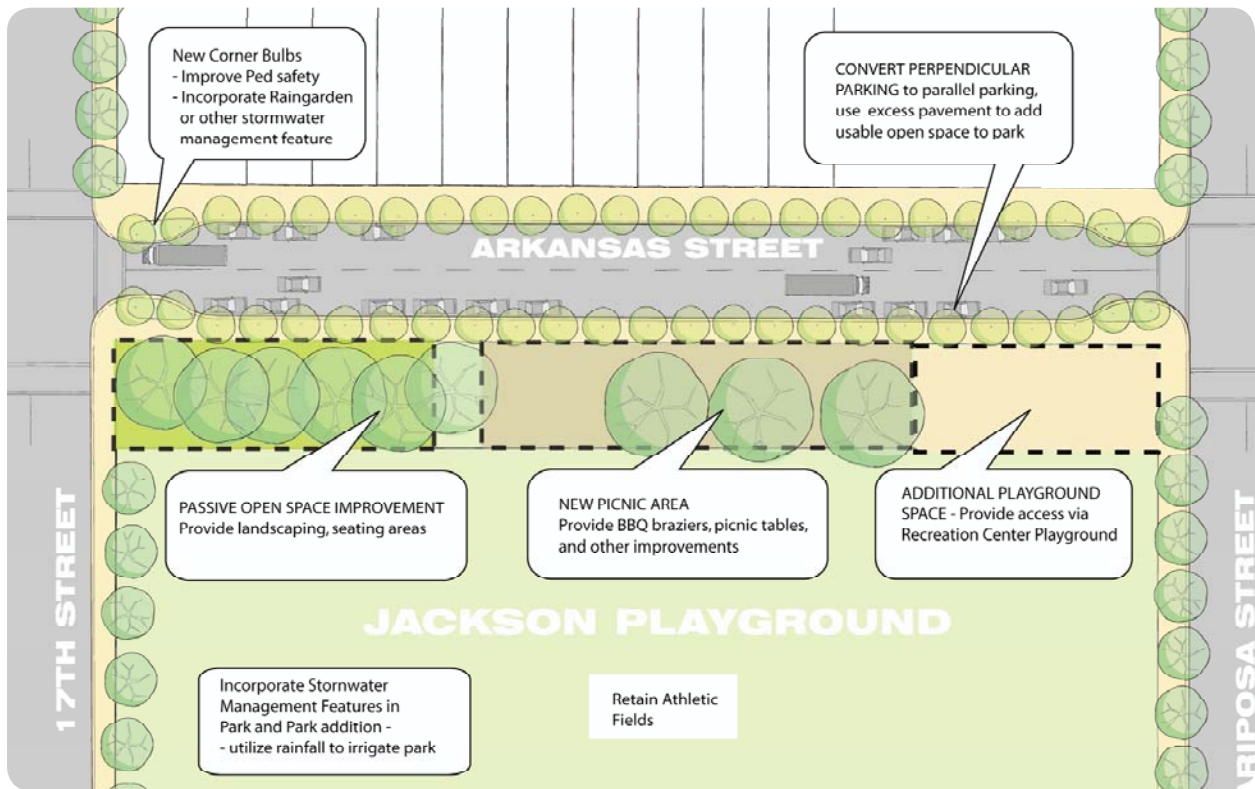 New Corner Bulbs
- Improve Ped safety
- Incorporate Raingarden
or other stormwater
management feature
CONVERT PERPENDICULAR
PARKING to parallel parking,
use excess pavement to add
usable open space to park
ARKANSAS STREET
PASSIVE OPEN SPACE IMPROVEMENT
Provide landscaping, seating areas
NEW PICNIC AREA
Provide BBQ braziers, picnic tables,
and other improvements
ADDITIONAL PLAYGROUND
SPACE - Provide access via
Recreation Center Playground
17TH STREET
JACKSON PLAYGROUND
ARIPOSA STREET
Incorporate Stornwater
Management Features in
Park and Park addition -
- utilize rainfall to irrigate park
Retain Athletic
Fields